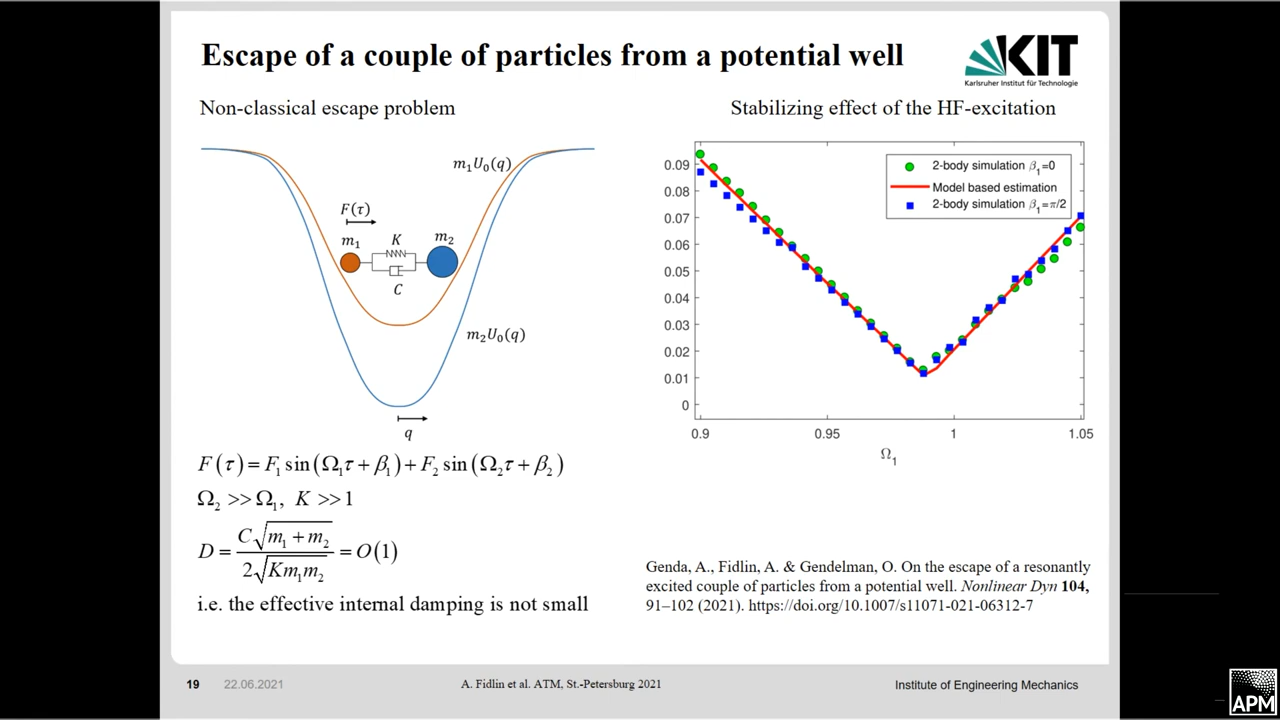 Escape of a couple of particles from a potential well
KIT
Karlsruher Institut für Technologie
Non-classical escape problem
Stabilizing effect of the HF-excitation
m₁U₀(q)
F(τ)
m₁
K
m₂
C
m₂U₀(q)
q
0.09
0.08
0.07
0.06
0.05
0.04
0.03
0.02
0.01
0
0.9
0.95
1
1.05
Ω₁
2-body simulation β₁=0
Model based estimation
2-body simulation β₁=π/2
F(τ) = F₁ sin(Ω₁τ + β₁) + F₂ sin(Ω₂τ + β₂)
Ω₂ >> Ω₁, K >> 1
D = C√(m₁ + m₂) / 2√(Km₁m₂) = O(1)
i.e. the effective internal damping is not small
Genda, A., Fidlin, A. & Gendelman, O. On the escape of a resonantly
excited couple of particles from a potential well. Nonlinear Dyn 104,
91–102 (2021). https://doi.org/10.1007/s11071-021-06312-7
19
22.06.2021
A. Fidlin et al. ATM, St.-Petersburg 2021
Institute of Engineering Mechanics
APM